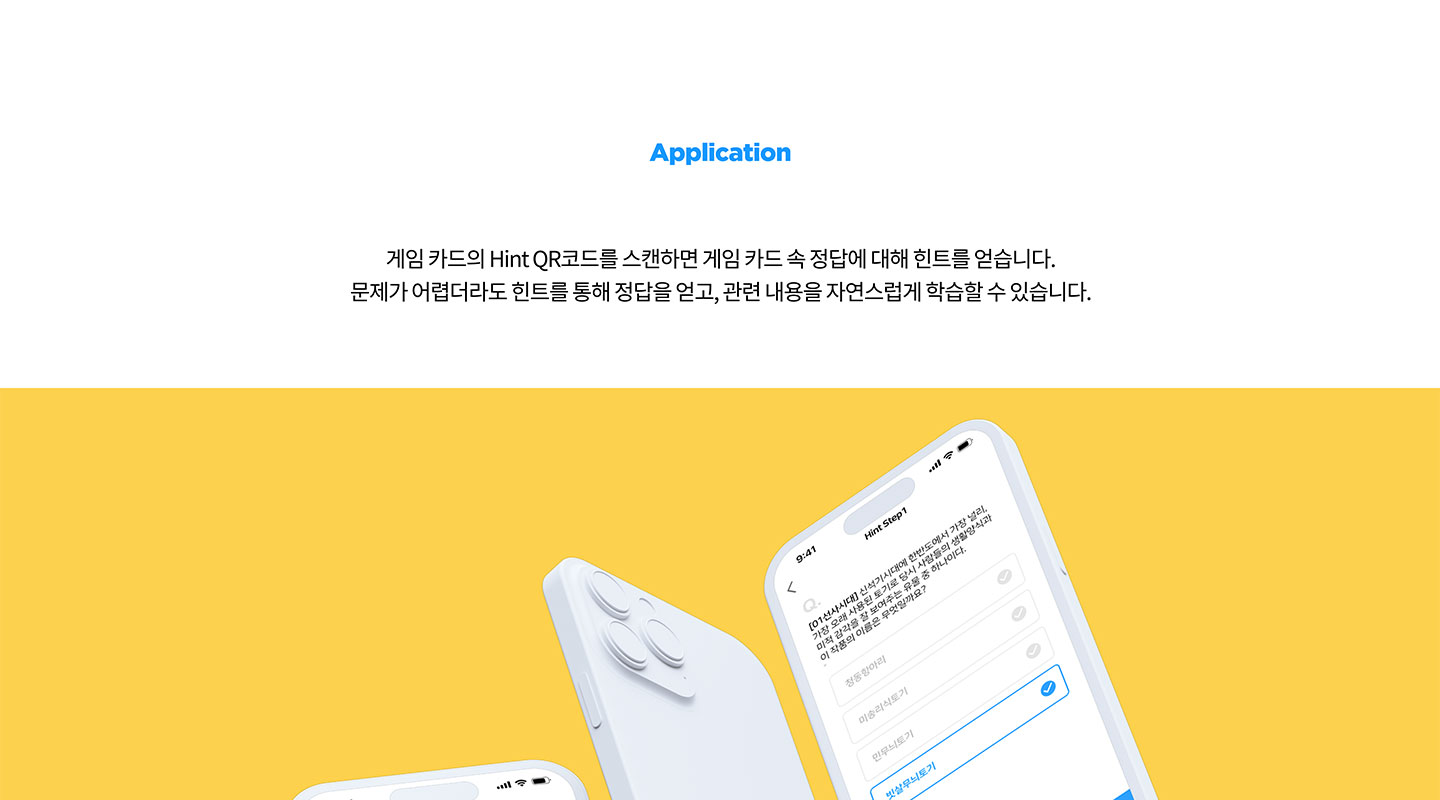 Application
게임 카드의 Hint QR코드를 스캔하면 게임 카드 속 정답에 대해 힌트를 얻습니다.
문제가 어렵더라도 힌트를 통해 정답을 얻고, 관련 내용을 자연스럽게 학습할 수 있습니다.
9:41
Hint Step1
Q.
[01선사시대] 신석기시대에 한반도에서 가장 널리,
가장 오래 사용된 토기로 당시 사람들의 생활양식과
미적 감각을 잘 보여주는 유물 중 하나이다.
이 작품의 이름은 무엇일까요?
청동항아리
미송리식토기
민무늬토기
빗살무늬토기